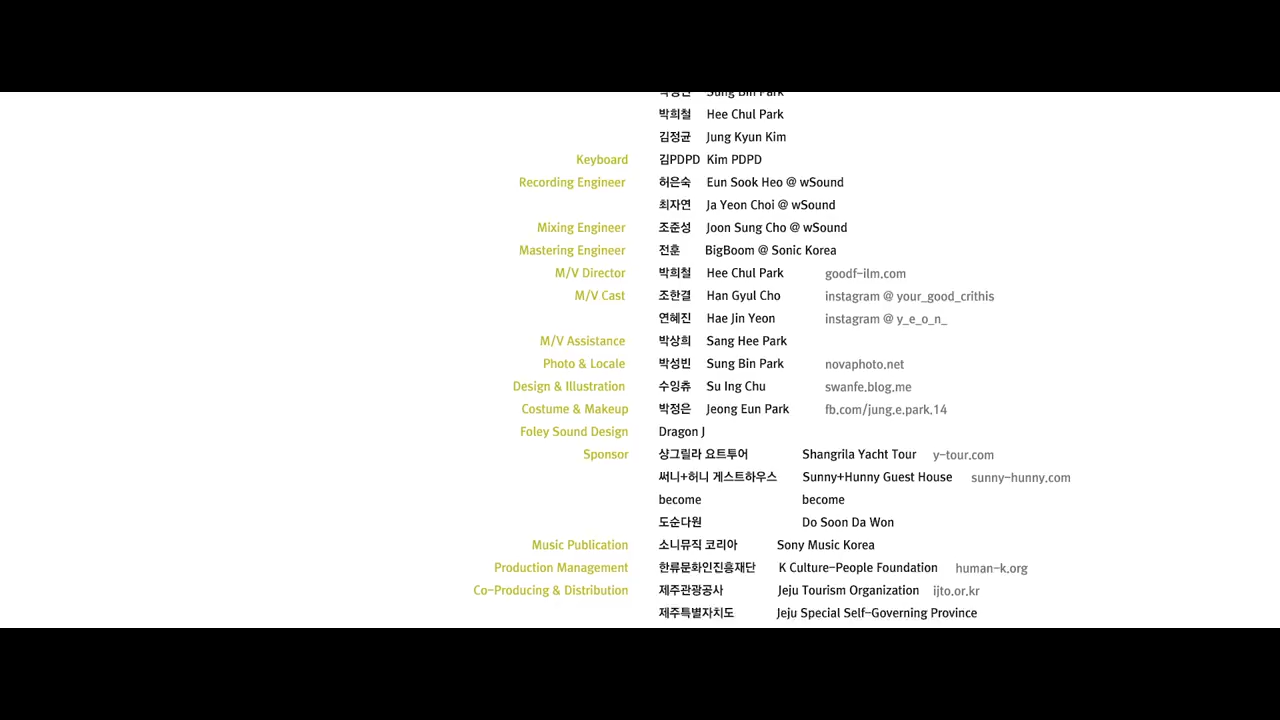 박성빈 Sung Bin Park
박희철 Hee Chul Park
김정균 Jung Kyun Kim
Keyboard 김PDPD Kim PDPD
Recording Engineer 허은숙 Eun Sook Heo @ wSound
최자연 Ja Yeon Choi @ wSound
Mixing Engineer 조준성 Joon Sung Cho @ wSound
Mastering Engineer 전훈 BigBoom @ Sonic Korea
M/V Director 박희철 Hee Chul Park goodf-ilm.com
M/V Cast 조한결 Han Gyul Cho instagram @ your_good_crithis
연혜진 Hae Jin Yeon instagram @ y_e_o_n_
M/V Assistance 박상희 Sang Hee Park
Photo & Locale 박성빈 Sung Bin Park novaphoto.net
Design & Illustration 수잉츄 Su Ing Chu swanfe.blog.me
Costume & Makeup 박정은 Jeong Eun Park fb.com/jung.e.park.14
Foley Sound Design Dragon J
Sponsor 샹그릴라 요트투어 Shangrila Yacht Tour y-tour.com
써니+허니 게스트하우스 Sunny+Hunny Guest House sunny-hunny.com
become become
도순다원 Do Soon Da Won
Music Publication 소니뮤직 코리아 Sony Music Korea
Production Management 한류문화인진흥재단 K Culture-People Foundation human-k.org
Co-Producing & Distribution 제주관광공사 Jeju Tourism Organization ijto.or.kr
제주특별자치도 Jeju Special Self-Governing Province